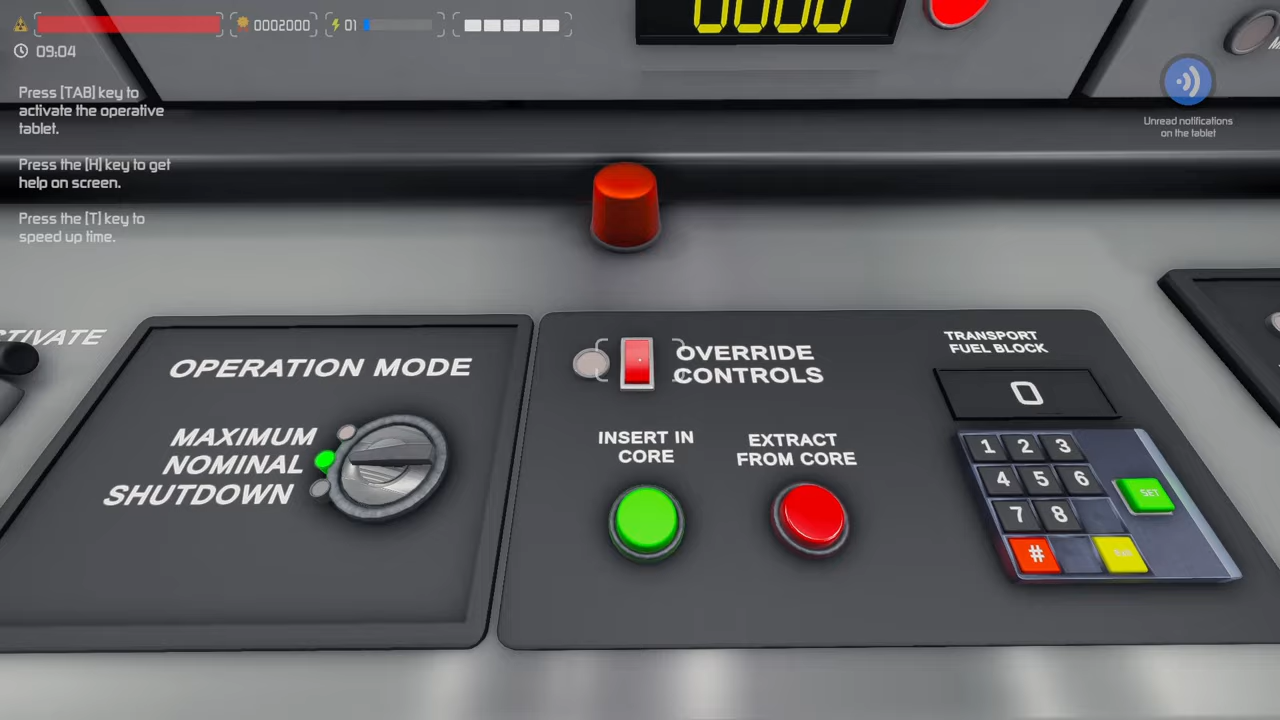 0002000
01
0000
09:04
Press [TAB] key to
activate the operative
tablet.
Press the [H] key to get
help on screen.
Press the [T] key to
speed up time.
Unread notifications
on the tablet
OPERATION MODE
MAXIMUM
NOMINAL
SHUTDOWN
OVERRIDE
CONTROLS
INSERT IN
CORE
EXTRACT
FROM CORE
TRANSPORT
FUEL BLOCK
0
1 2 3
4 5 6
SET
7 8
#